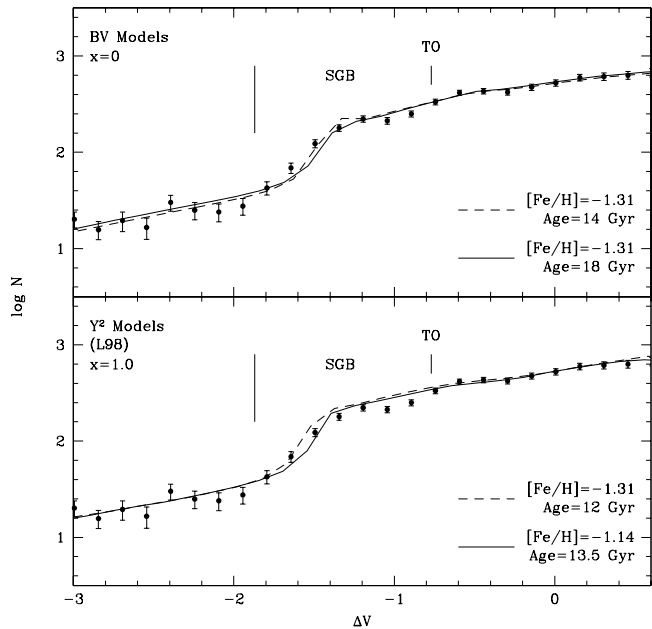 3
BV Models
x=0
TO
SGB
2
[Fe/H]=−1.31
Age=14 Gyr
[Fe/H]=−1.31
Age=18 Gyr
1
log N
Y² Models
(L98)
x=1.0
TO
SGB
3
2
[Fe/H]=−1.31
Age=12 Gyr
[Fe/H]=−1.14
Age=13.5 Gyr
1
−3 −2 −1 0
ΔV